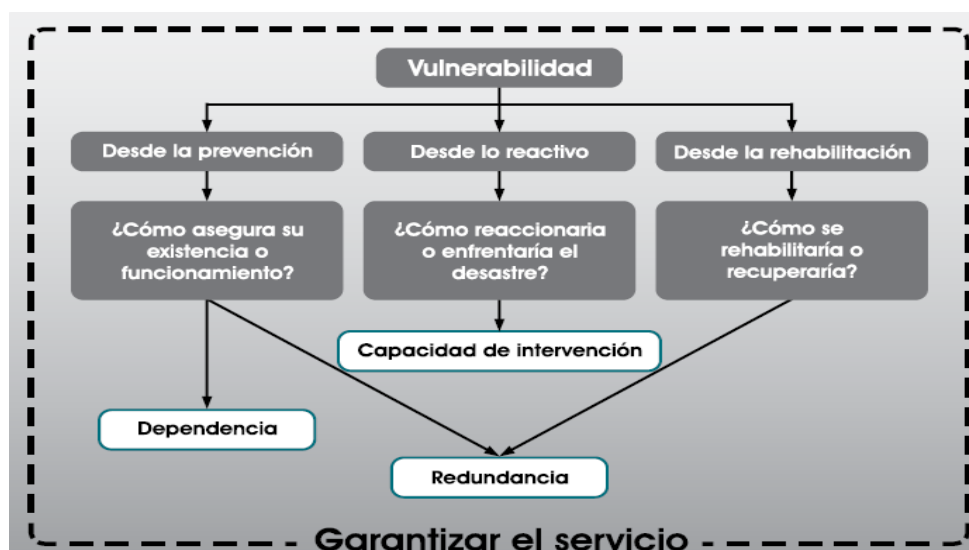 Vulnerabilidad
Desde la prevención
Desde lo reactivo
Desde la rehabilitación
¿Cómo asegura su
existencia o
funcionamiento?
¿Cómo reaccionaria
o enfrentaría el
desastre?
¿Cómo se
rehabilitaría o
recuperaría?
Capacidad de intervención
Dependencia
Redundancia
Garantizar el servicio